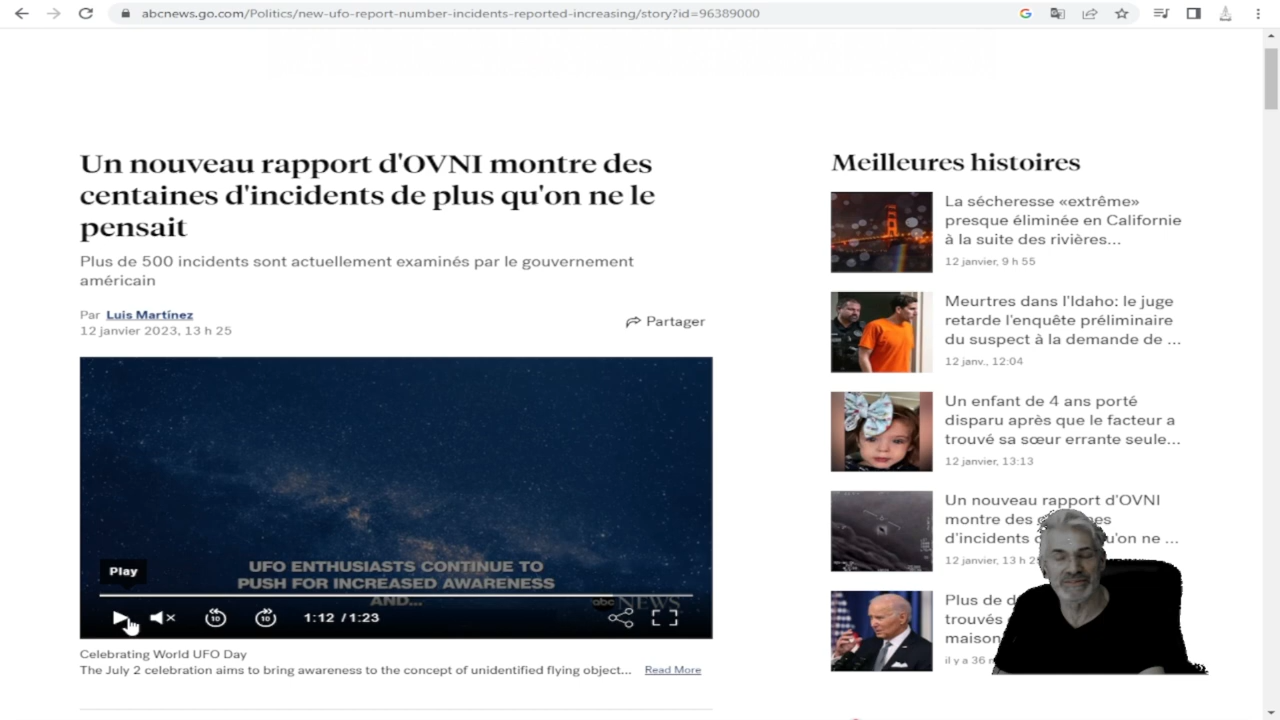 abcnews.go.com/Politics/new-ufo-report-number-incidents-reported-increasing/story?id=96389000
Un nouveau rapport d'OVNI montre des
centaines d'incidents de plus qu'on ne le
pensait
Plus de 500 incidents sont actuellement examinés par le gouvernement
américain
Par Luis Martínez
12 janvier 2023, 13 h 25
Partager
Play
UFO ENTHUSIASTS CONTINUE TO
PUSH FOR INCREASED AWARENESS
AND...
abc NEWS
10
10
1:12 / 1:23
Celebrating World UFO Day
The July 2 celebration aims to bring awareness to the concept of unidentified flying object... Read More
Meilleures histoires
La sécheresse «extrême»
presque éliminée en Californie
à la suite des rivières...
12 janvier, 9 h 55
Meurtres dans l'Idaho: le juge
retarde l'enquête préliminaire
du suspect à la demande de ...
12 janv., 12:04
Un enfant de 4 ans porté
disparu après que le facteur a
trouvé sa sœur errante seule...
12 janvier, 13:13
Un nouveau rapport d'OVNI
montre des
d'incidents qu'on ne ...
12 janvier, 13 h
Plus de
trouvés
maison
il y a 36